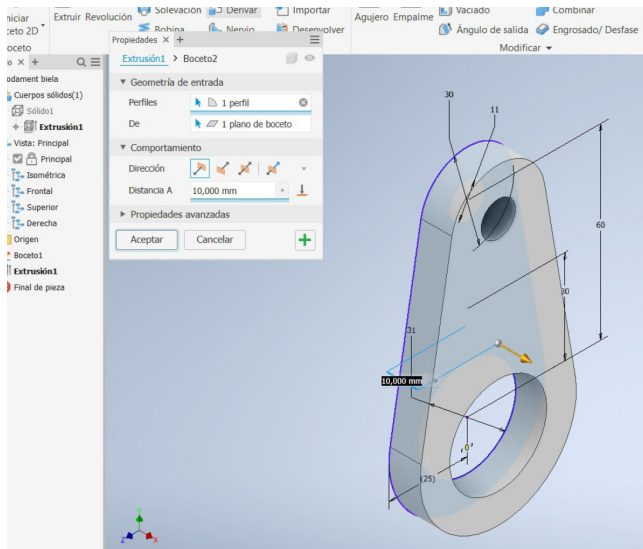 niciar
ceto 2D
oceto
Extruir
Revolución
Solevación
Derivar
Importar
Bobina
Nervio
Desenvolver
Agujero
Empalme
Vaciado
Combinar
Ángulo de salida
Engrosado/ Desfase
Modificar
o × +
odament biela
Cuerpos sólidos(1)
Sólido1
+ Extrusión1
Vista: Principal
Principal
Isométrica
Frontal
Superior
Derecha
Origen
Boceto1
Extrusión1
Final de pieza
Propiedades × +
Extrusión1 > Boceto2
Geometría de entrada
Perfiles 1 perfil
De 1 plano de boceto
Comportamiento
Dirección
Distancia A 10,000 mm
Propiedades avanzadas
Aceptar Cancelar +
30
11
60
30
31
10,000 mm
(25)
Z
Y
X